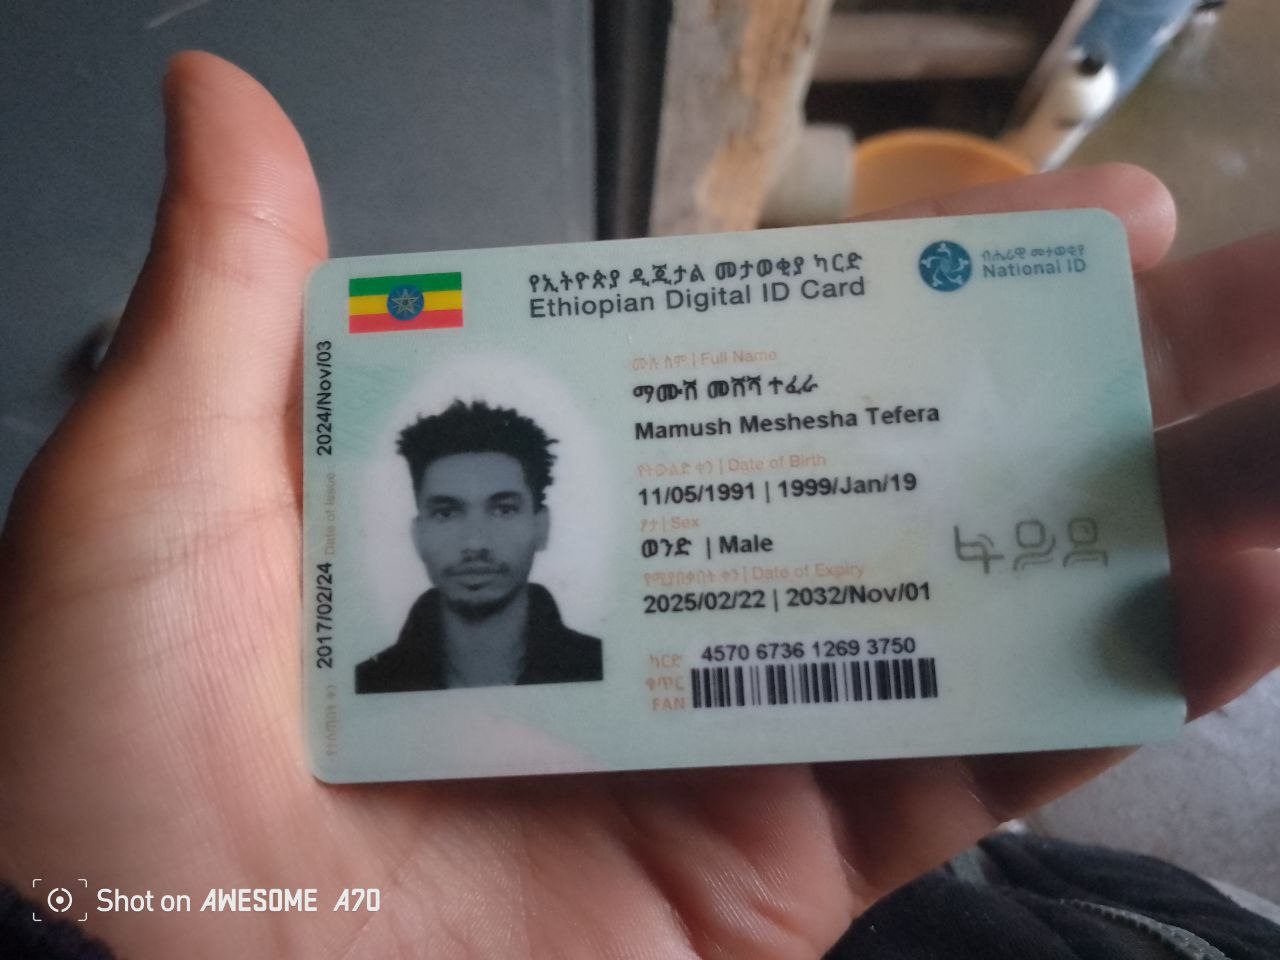 የኢትዮጵያ ዲጂታል መታወቂያ ካርድ
Ethiopian Digital ID Card
ብሔራዊ መታወቂያ
National ID
ሙሉ ስም | Full Name
ማሙሽ መሸሻ ተፈራ
Mamush Meshesha Tefera
የትውልድ ቀን | Date of Birth
11/05/1991 | 1999/Jan/19
ፆታ | Sex
ወንድ | Male
የሚያበቃበት ቀን | Date of Expiry
2025/02/22 | 2032/Nov/01
ካርድ
ቁጥር
FAN
4570 6736 1269 3750
ፋይዳ
የተሰጠበት ቀን 2017/02/24 Date of Issue 2024/Nov/03
Shot on AWESOME A70